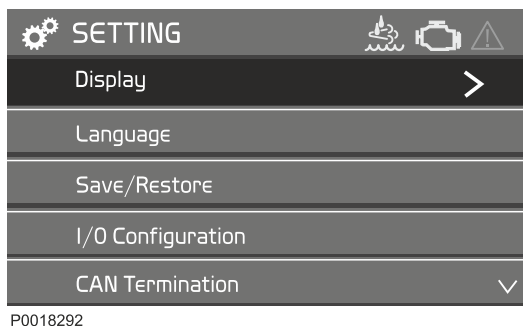 SETTING
Display
Language
Save/Restore
I/O Configuration
CAN Termination
P0018292